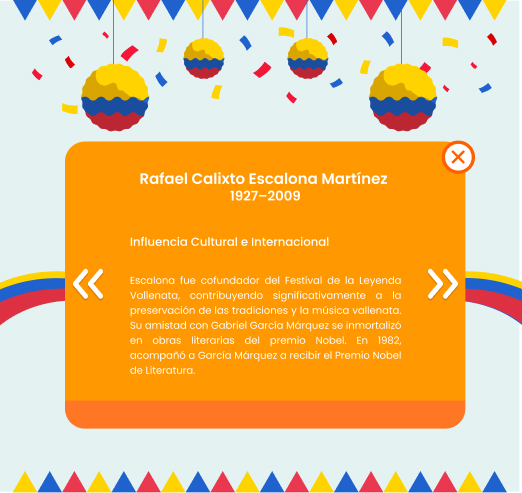 Rafael Calixto Escalona Martínez
1927–2009
Influencia Cultural e Internacional
Escalona fue cofundador del Festival de la Leyenda
Vallenata, contribuyendo significativamente a la
preservación de las tradiciones y la música vallenata.
Su amistad con Gabriel García Márquez se inmortalizó
en obras literarias del premio Nobel. En 1982,
acompañó a García Márquez a recibir el Premio Nobel
de Literatura.